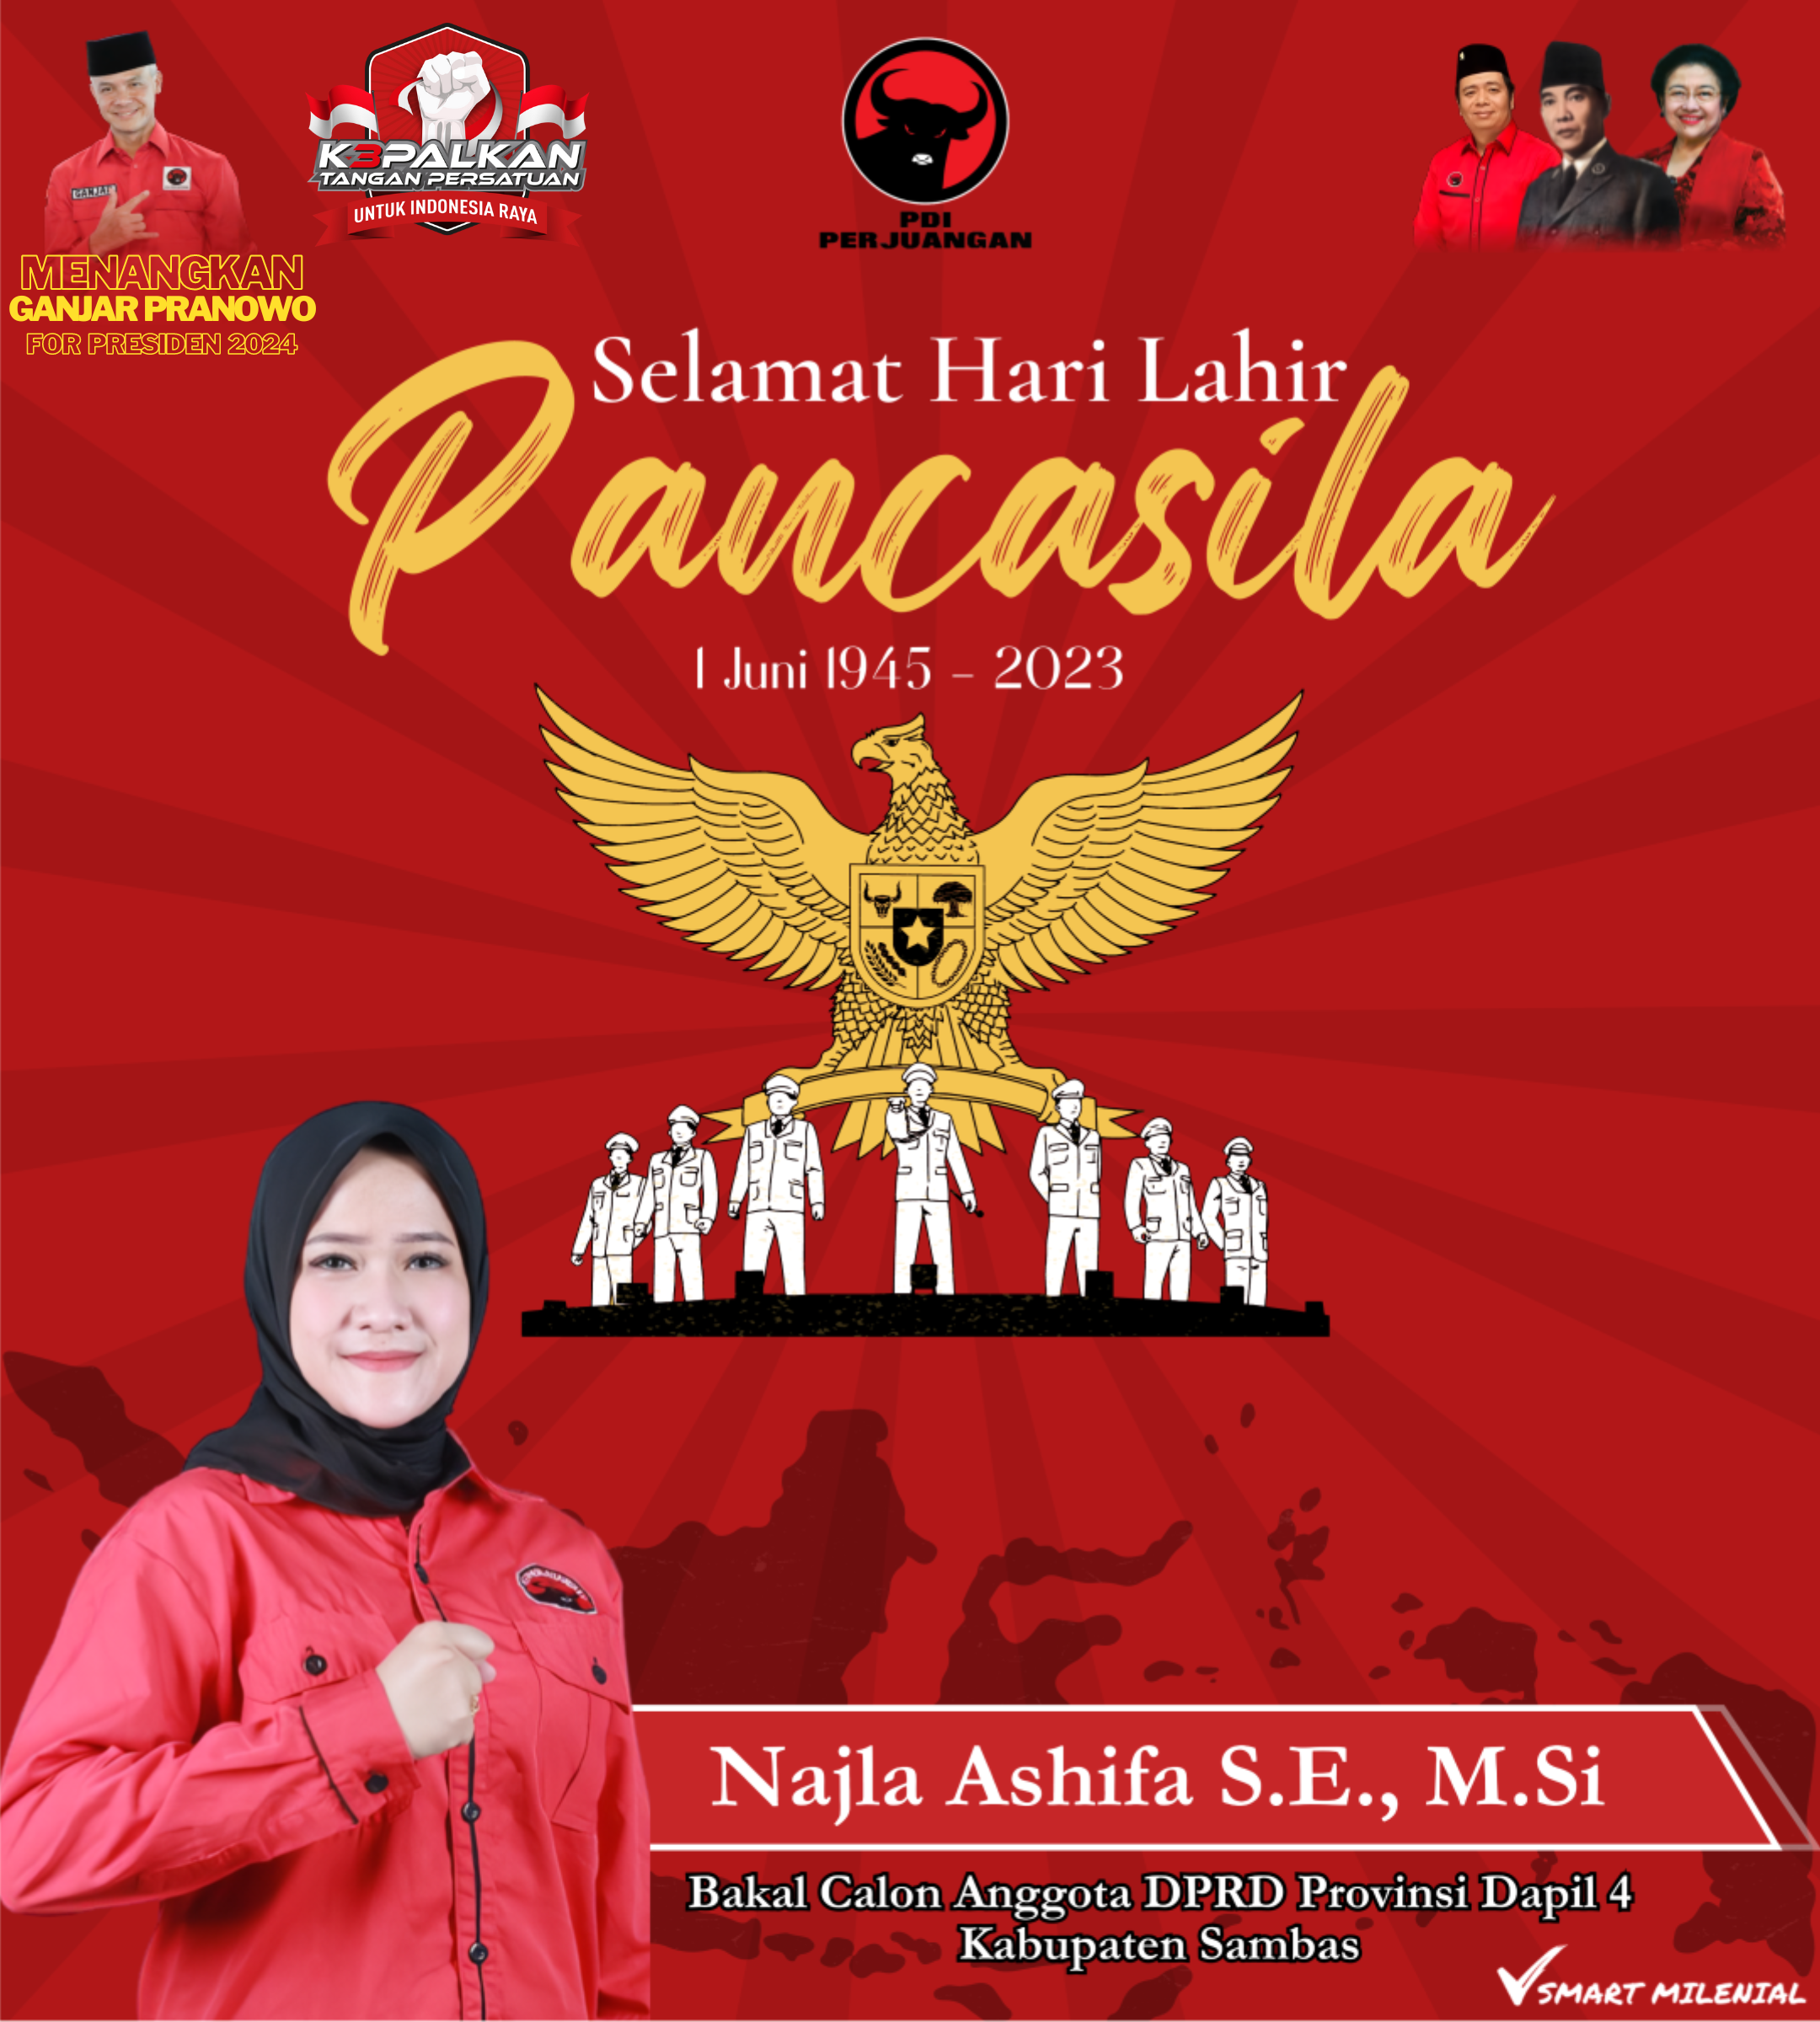 K3PALKAN
TANGAN PERSATUAN
UNTUK INDONESIA RAYA
PDI
PERJUANGAN
GANJAR
MENANGKAN
GANJAR PRANOWO
FOR PRESIDEN 2024
Selamat Hari Lahir
Pancasila
1 Juni 1945 - 2023
Najla Ashifa S.E., M.Si
Bakal Calon Anggota DPRD Provinsi Dapil 4
Kabupaten Sambas
SMART MILENIAL